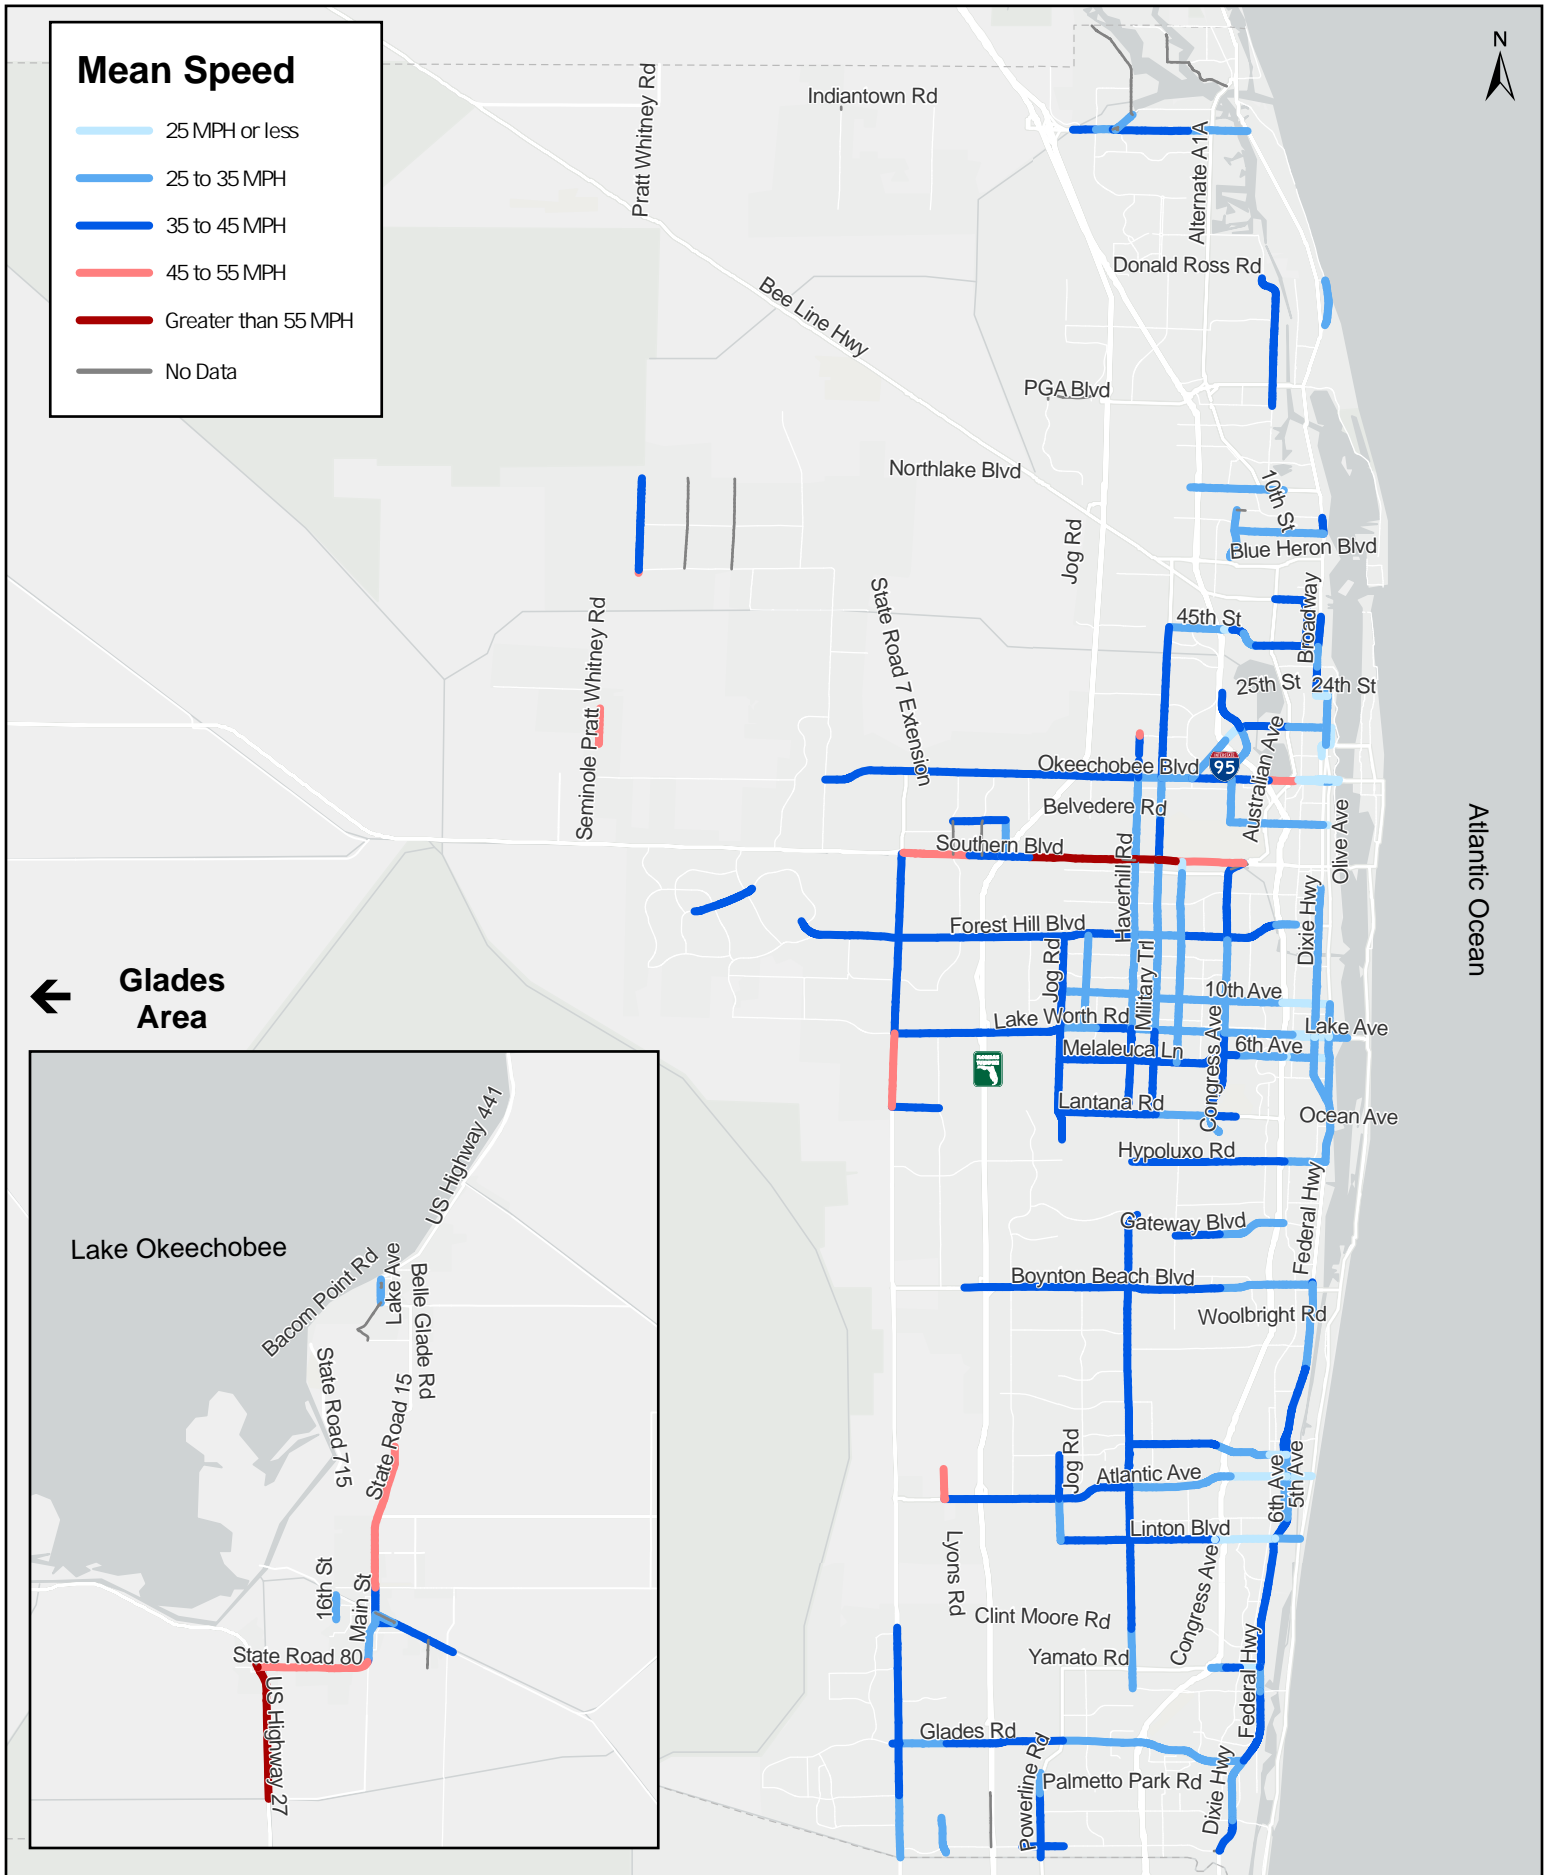 Mean Speed
25 MPH or less
25 to 35 MPH
35 to 45 MPH
45 to 55 MPH
Greater than 55 MPH
No Data
N
Pratt Whitney Rd
Indiantown Rd
Alternate A1A
Donald Ross Rd
Bee Line Hwy
PGA Blvd
Northlake Blvd
10th St
Jog Rd
Blue Heron Blvd
Broadway
45th St
State Road 7 Extension
Seminole Pratt Whitney Rd
25th St
24th St
Australian Ave
Okeechobee Blvd
95
Belvedere Rd
Olive Ave
Atlantic Ocean
Southern Blvd
Haverhill Rd
Dixie Hwy
Forest Hill Blvd
Jog Rd
Military Trl
10th Ave
Lake Worth Rd
Lake Ave
Congress Ave
6th Ave
Melaleuca Ln
Lantana Rd
Ocean Ave
Hypoluxo Rd
Federal Hwy
Gateway Blvd
Boynton Beach Blvd
Woolbright Rd
Jog Rd
Atlantic Ave
6th Ave
5th Ave
Linton Blvd
Lyons Rd
Congress Ave
Clint Moore Rd
Yamato Rd
Federal Hwy
Glades Rd
Powerline Rd
Palmetto Park Rd
Dixie Hwy
Glades
Area
US Highway 441
Lake Okeechobee
Bacom Point Rd
Lake Ave
Belle Glade Rd
State Road 715
State Road 15
16th St
Main St
State Road 80
US Highway 27